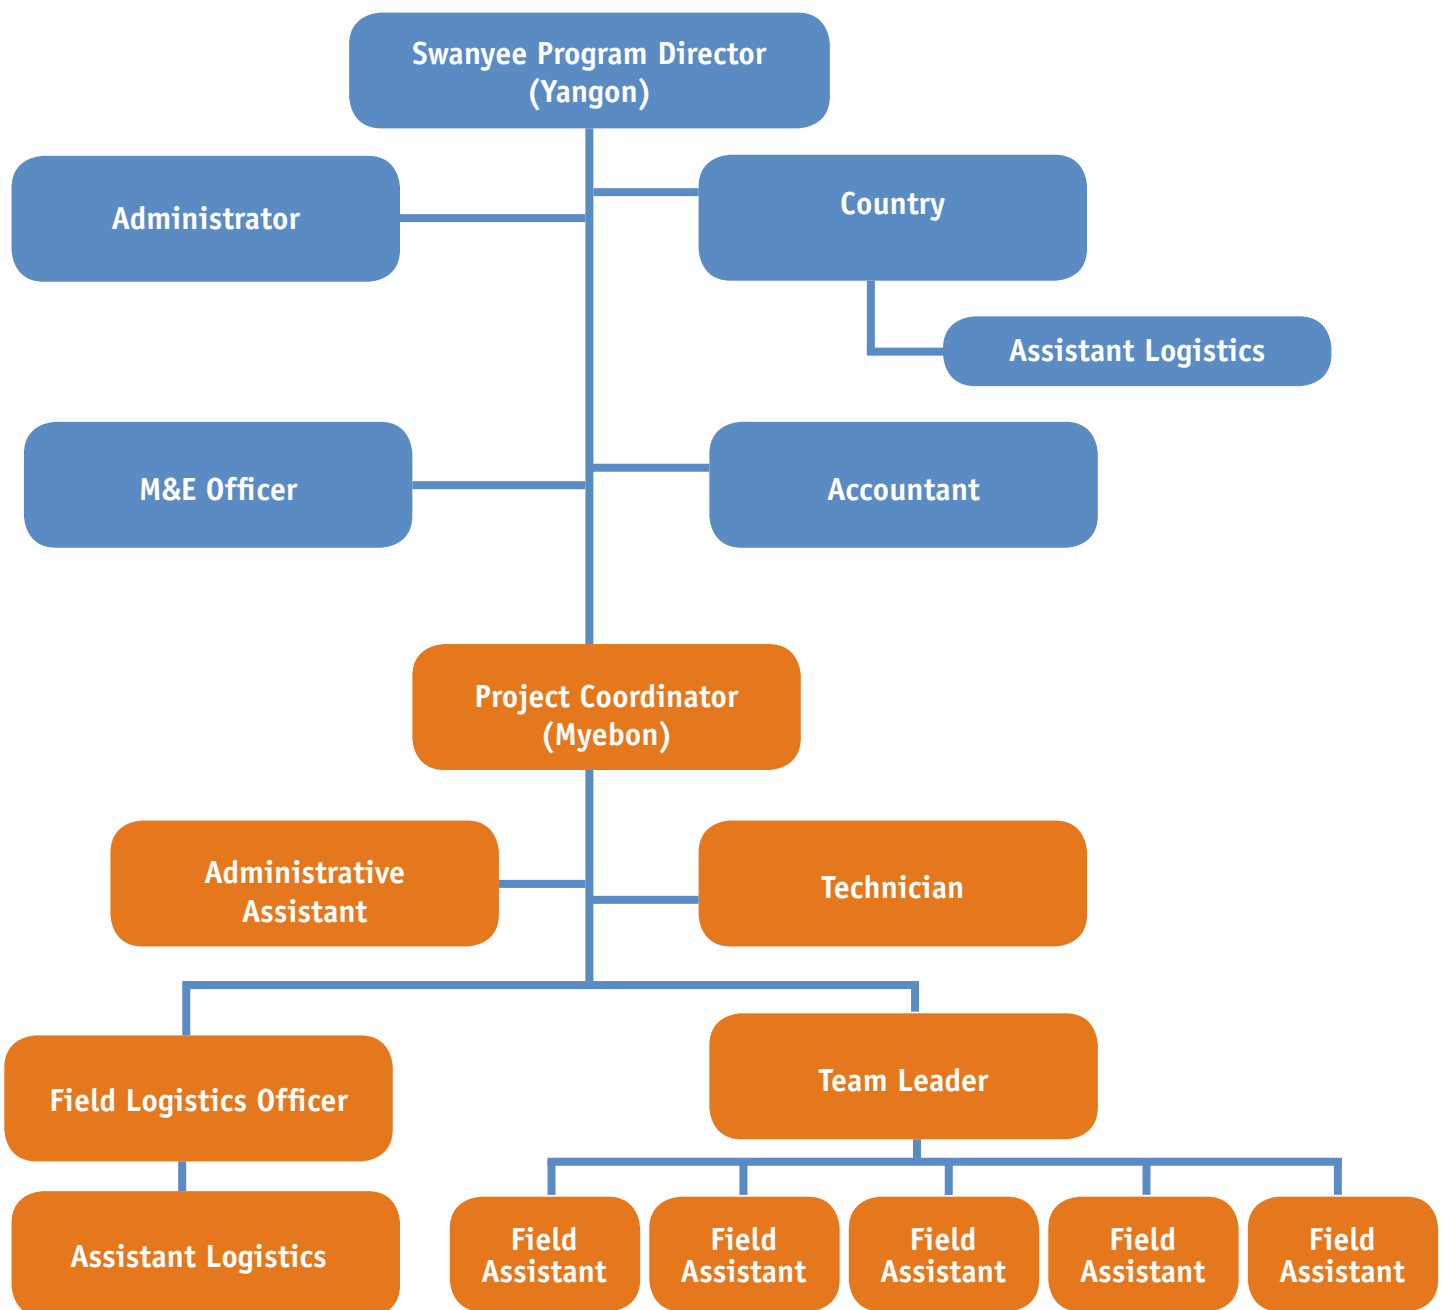 Swanyee Program Director
(Yangon)
Administrator
Country
Assistant Logistics
M&E Officer
Accountant
Project Coordinator
(Myebon)
Administrative
Assistant
Technician
Field Logistics Officer
Team Leader
Assistant Logistics
Field
Assistant
Field
Assistant
Field
Assistant
Field
Assistant
Field
Assistant